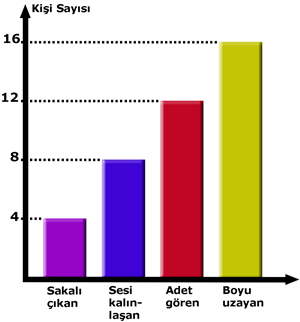 Kişi Sayısı
16
12
8
4
Sakalı çıkan
Sesi kalın-laşan
Adet gören
Boyu uzayan